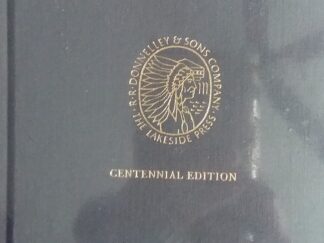 R·R·DONNELLEY & SONS COMPANY·
THE LAKESIDE PRESS·
CENTENNIAL EDITION